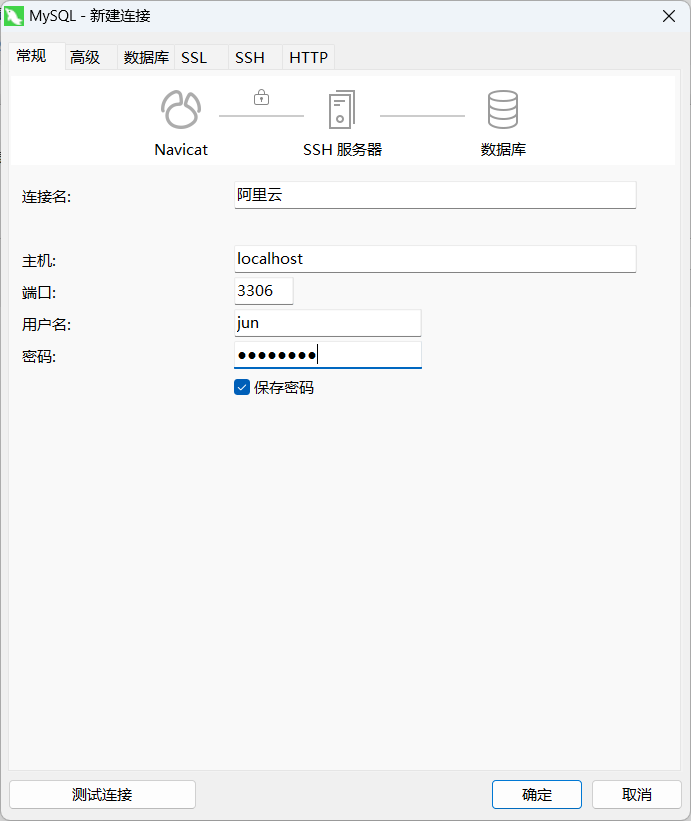 MySQL - 新建连接
常规 高级 数据库 SSL SSH HTTP
Navicat SSH 服务器 数据库
连接名: 阿里云
主机: localhost
端口: 3306
用户名: jun
密码: ●●●●●●●●
保存密码
测试连接 确定 取消